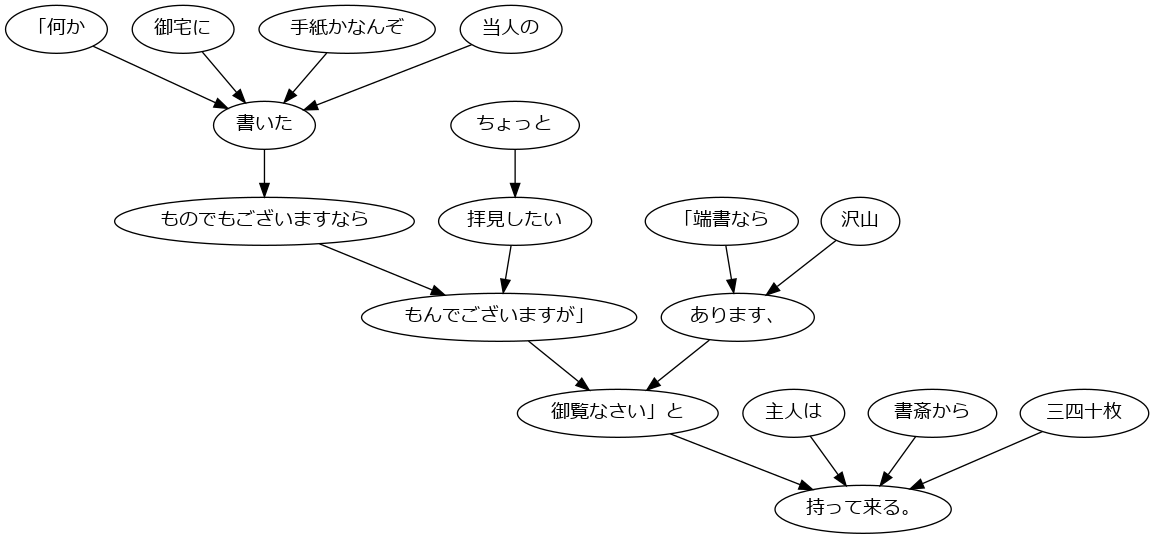 「何か
御宅に
手紙かなんぞ
当人の
書いた
ちょっと
ものでもございますなら
拝見したい
「端書なら
沢山
もんでございますが」
あります、
御覧なさい」と
主人は
書斎から
三四十枚
持って来る。